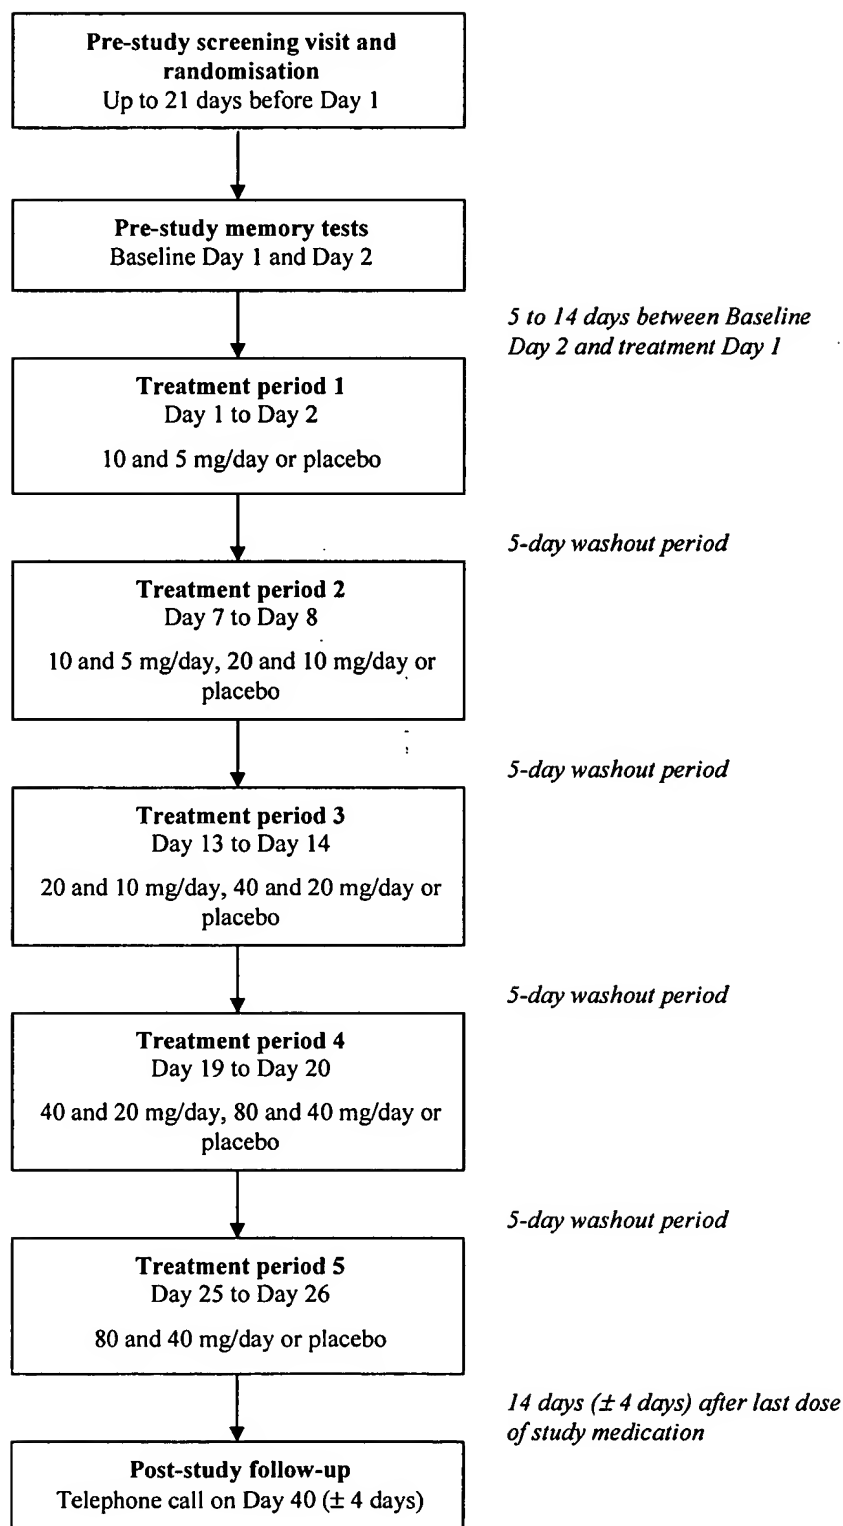 Pre-study screening visit and
randomisation
Up to 21 days before Day 1
Pre-study memory tests
Baseline Day 1 and Day 2
5 to 14 days between Baseline
Day 2 and treatment Day 1
Treatment period 1
Day 1 to Day 2
10 and 5 mg/day or placebo
5-day washout period
Treatment period 2
Day 7 to Day 8
10 and 5 mg/day, 20 and 10 mg/day or
placebo
5-day washout period
Treatment period 3
Day 13 to Day 14
20 and 10 mg/day, 40 and 20 mg/day or
placebo
5-day washout period
Treatment period 4
Day 19 to Day 20
40 and 20 mg/day, 80 and 40 mg/day or
placebo
5-day washout period
Treatment period 5
Day 25 to Day 26
80 and 40 mg/day or placebo
14 days (± 4 days) after last dose
of study medication
Post-study follow-up
Telephone call on Day 40 (± 4 days)